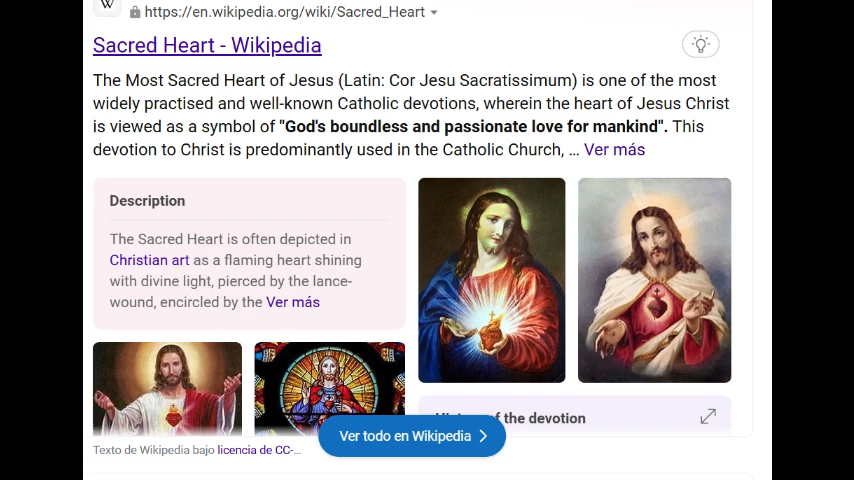 W
https://en.wikipedia.org/wiki/Sacred_Heart
Sacred Heart - Wikipedia
The Most Sacred Heart of Jesus (Latin: Cor Jesu Sacratissimum) is one of the most
widely practised and well-known Catholic devotions, wherein the heart of Jesus Christ
is viewed as a symbol of "God's boundless and passionate love for mankind". This
devotion to Christ is predominantly used in the Catholic Church, ... Ver más
Description
The Sacred Heart is often depicted in
Christian art as a flaming heart shining
with divine light, pierced by the lance-
wound, encircled by the Ver más
of the devotion
Ver todo en Wikipedia
Texto de Wikipedia bajo licencia de CC-...